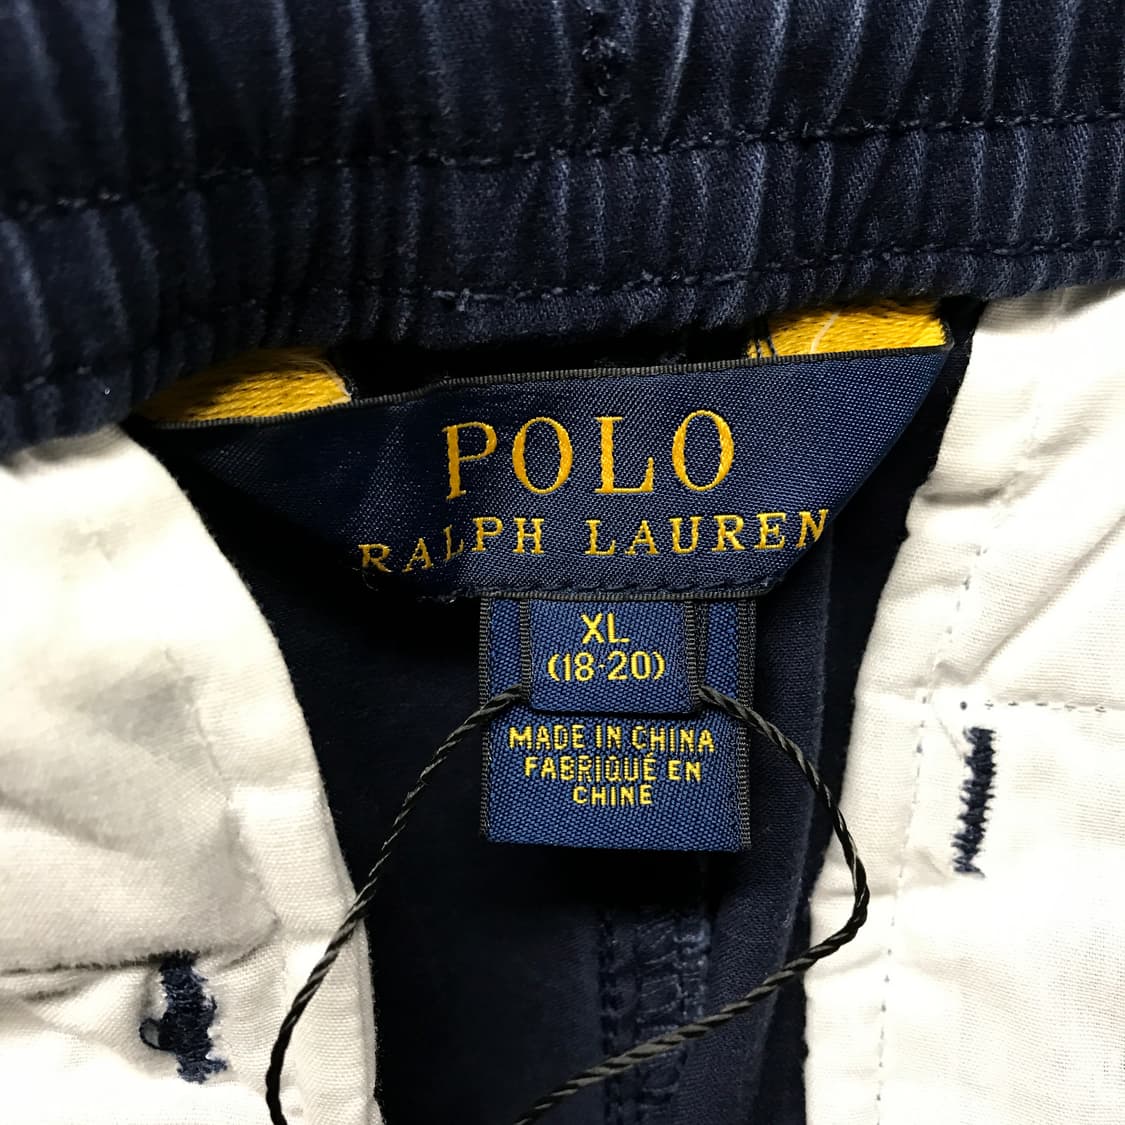 POLO
RALPH LAUREN
XL
(18-20)
MADE IN CHINA
FABRIQUÉ EN
CHINE